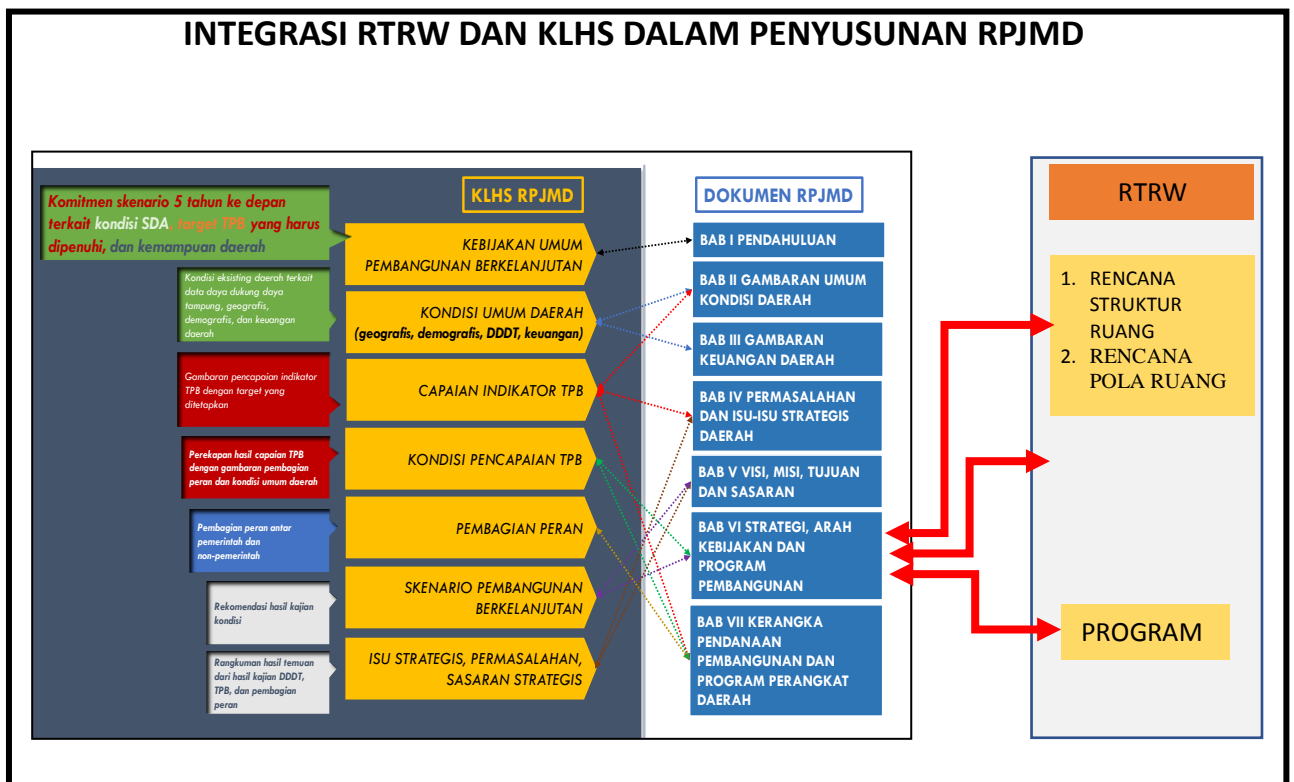 INTEGRASI RTRW DAN KLHS DALAM PENYUSUNAN RPJMD
Komitmen skenario 5 tahun ke depan
terkait kondisi SDA, target TPB yang harus
dipenuhi, dan kemampuan daerah
Kondisi eksisting daerah terkait
data daya dukung daya
tampung, geografis,
demografis, dan keuangan
daerah
Gambaran pencapaian indikator
TPB dengan target yang
ditetapkan
Perekapan hasil capaian TPB
dengan gambaran pembagian
peran dan kondisi umum daerah
Pembagian peran antar
pemerintah dan
non-pemerintah
Rekomendasi hasil kajian
kondisi
Rangkuman hasil temuan
dari hasil kajian DDDT,
TPB, dan pembagian
peran
KLHS RPJMD
KEBIJAKAN UMUM
PEMBANGUNAN BERKELANJUTAN
KONDISI UMUM DAERAH
(geografis, demografis, DDDT, keuangan)
CAPAIAN INDIKATOR TPB
KONDISI PENCAPAIAN TPB
PEMBAGIAN PERAN
SKENARIO PEMBANGUNAN
BERKELANJUTAN
ISU STRATEGIS, PERMASALAHAN,
SASARAN STRATEGIS
DOKUMEN RPJMD
BAB I PENDAHULUAN
BAB II GAMBARAN UMUM
KONDISI DAERAH
BAB III GAMBARAN
KEUANGAN DAERAH
BAB IV PERMASALAHAN
DAN ISU-ISU STRATEGIS
DAERAH
BAB V VISI, MISI, TUJUAN
DAN SASARAN
BAB VI STRATEGI, ARAH
KEBIJAKAN DAN
PROGRAM
PEMBANGUNAN
BAB VII KERANGKA
PENDANAAN
PEMBANGUNAN DAN
PROGRAM PERANGKAT
DAERAH
RTRW
1. RENCANA
STRUKTUR
RUANG
2. RENCANA
POLA RUANG
PROGRAM